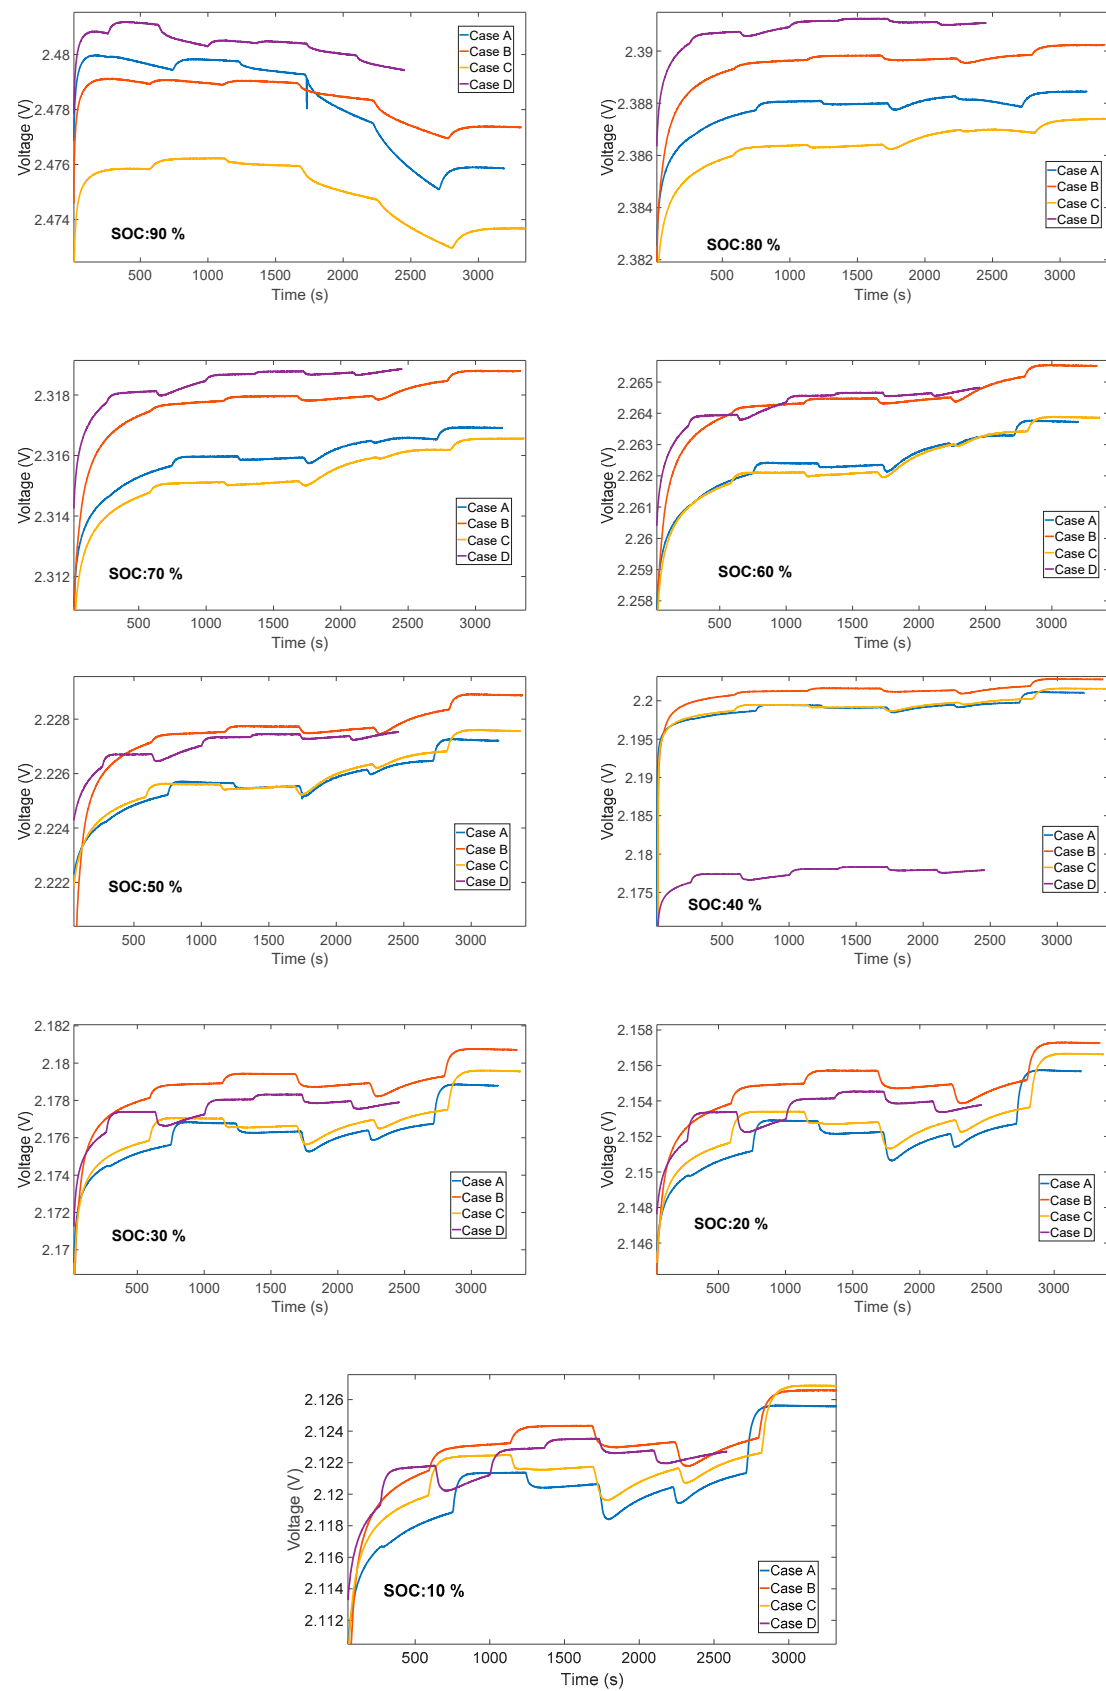 2.48
2.478
2.476
2.474
Voltage (V)
Case A
Case B
Case C
Case D
SOC:90 %
500 1000 1500 2000 2500 3000
Time (s)
2.39
2.388
2.386
2.384
2.382
Voltage (V)
Case A
Case B
Case C
Case D
SOC:80 %
500 1000 1500 2000 2500 3000
Time (s)
2.318
2.316
2.314
2.312
Voltage (V)
Case A
Case B
Case C
Case D
SOC:70 %
500 1000 1500 2000 2500 3000
Time (s)
2.265
2.264
2.263
2.262
2.261
2.26
2.259
2.258
Voltage (V)
Case A
Case B
Case C
Case D
SOC:60 %
500 1000 1500 2000 2500 3000
Time (s)
2.228
2.226
2.224
2.222
Voltage (V)
Case A
Case B
Case C
Case D
SOC:50 %
500 1000 1500 2000 2500 3000
Time (s)
2.2
2.195
2.19
2.185
2.18
2.175
Voltage (V)
Case A
Case B
Case C
Case D
SOC:40 %
500 1000 1500 2000 2500 3000
Time (s)
2.182
2.18
2.178
2.176
2.174
2.172
2.17
Voltage (V)
Case A
Case B
Case C
Case D
SOC:30 %
500 1000 1500 2000 2500 3000
Time (s)
2.158
2.156
2.154
2.152
2.15
2.148
2.146
Voltage (V)
Case A
Case B
Case C
Case D
SOC:20 %
500 1000 1500 2000 2500 3000
Time (s)
2.126
2.124
2.122
2.12
2.118
2.116
2.114
2.112
Voltage (V)
Case A
Case B
Case C
Case D
SOC:10 %
500 1000 1500 2000 2500 3000
Time (s)